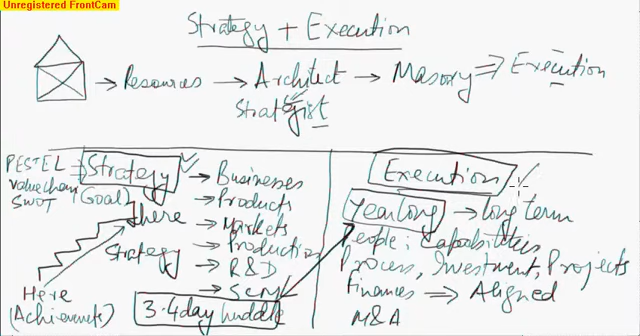 Unregistered FrontCam
Strategy + Execution
Resources → Architect → Masonry ⇒ Execution
Strategist
PESTEL
Value chain
SWOT
Strategy
(Goal)
there
Strategy
Here
(Achievements)
→ Businesses
→ Products
→ Markets
→ Production
→ R&D
→ SCM
3-4 day huddle
Execution
Year long → long term
People: Capabilities
Process, Investment, Projects
Finances ⇒ Aligned
M&A